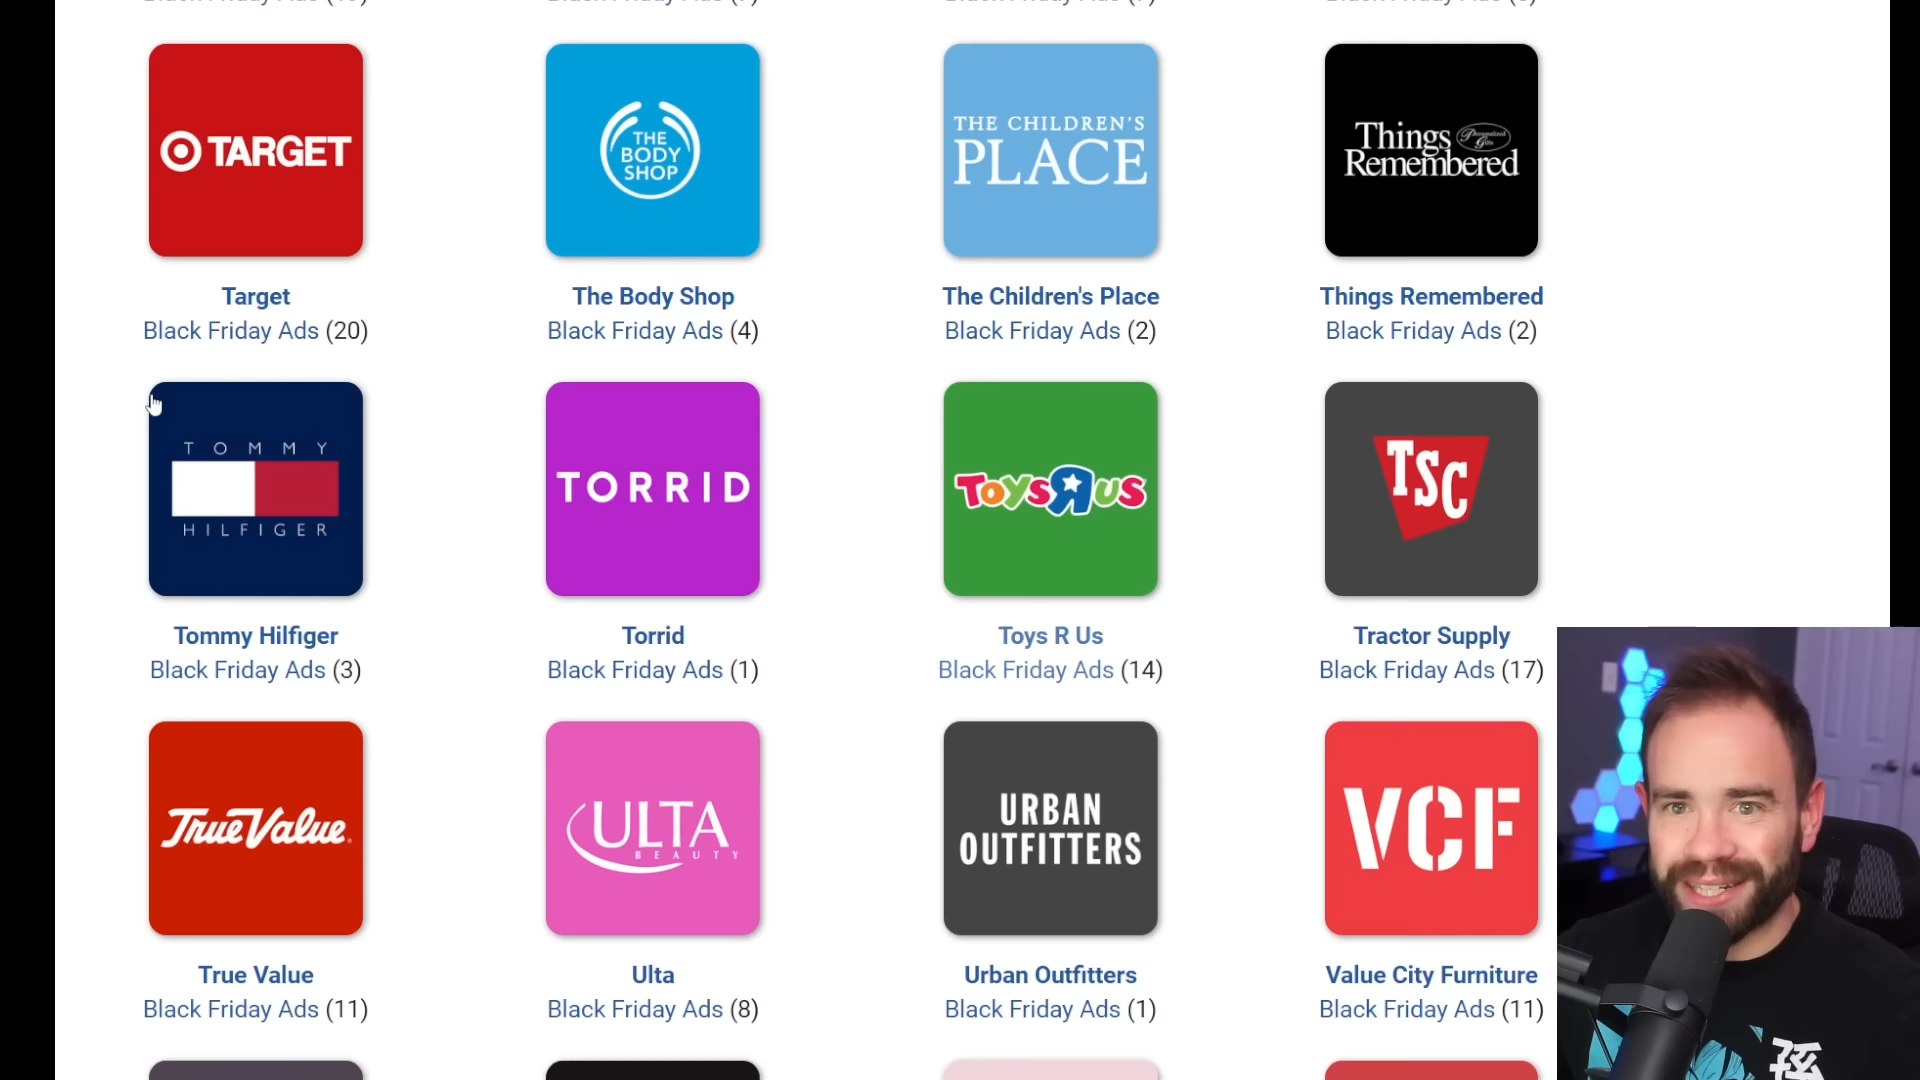 TARGET
THE
BODY
SHOP
THE CHILDREN'S
PLACE
Things
Remembered
Personalized
Gifts
Target
The Body Shop
The Children's Place
Things Remembered
Black Friday Ads (20)
Black Friday Ads (4)
Black Friday Ads (2)
Black Friday Ads (2)
TOMMY
HILFIGER
TORRID
ToysRus
TSC
Tommy Hilfiger
Torrid
Toys R Us
Tractor Supply
Black Friday Ads (3)
Black Friday Ads (1)
Black Friday Ads (14)
Black Friday Ads (17)
True Value
ULTA
BEAUTY
URBAN
OUTFITTERS
VCF
True Value
Ulta
Urban Outfitters
Value City Furniture
Black Friday Ads (11)
Black Friday Ads (8)
Black Friday Ads (1)
Black Friday Ads (11)